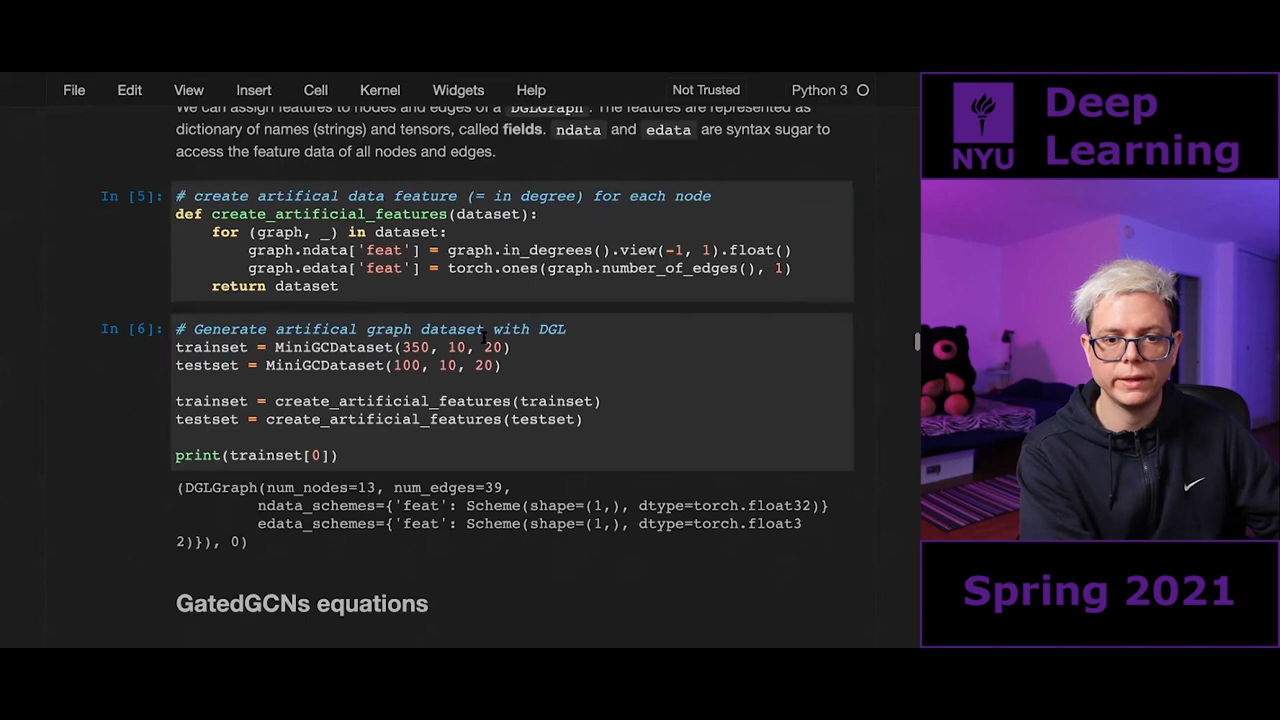 File Edit View Insert Cell Kernel Widgets Help Not Trusted Python 3
We can assign features to nodes and edges of a DGLGraph. The features are represented as
dictionary of names (strings) and tensors, called fields. ndata and edata are syntax sugar to
access the feature data of all nodes and edges.
In [5]: # create artifical data feature (= in degree) for each node
def create_artificial_features(dataset):
for (graph, _) in dataset:
graph.ndata['feat'] = graph.in_degrees().view(-1, 1).float()
graph.edata['feat'] = torch.ones(graph.number_of_edges(), 1)
return dataset
In [6]: # Generate artifical graph dataset with DGL
trainset = MiniGCDataset(350, 10, 20)
testset = MiniGCDataset(100, 10, 20)
trainset = create_artificial_features(trainset)
testset = create_artificial_features(testset)
print(trainset[0])
(DGLGraph(num_nodes=13, num_edges=39,
ndata_schemes={'feat': Scheme(shape=(1,), dtype=torch.float32)}
edata_schemes={'feat': Scheme(shape=(1,), dtype=torch.float3
2)}), 0)
GatedGCNs equations
NYU
Deep
Learning
Spring 2021